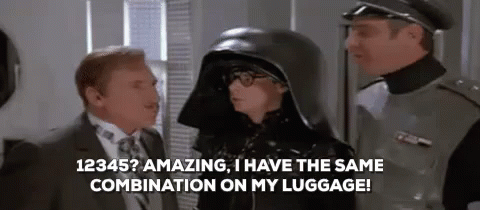 12345? AMAZING, I HAVE THE SAME
COMBINATION ON MY LUGGAGE!